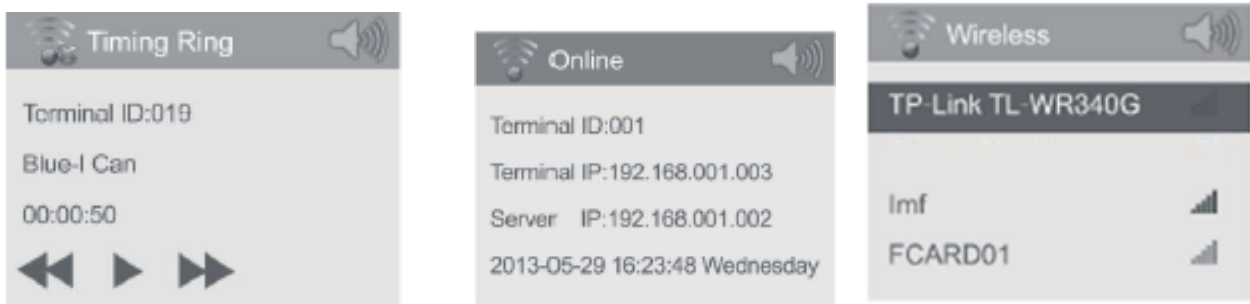 Timing Ring
Terminal ID:019
Blue-I Can
00:00:50
Online
Terminal ID:001
Terminal IP:192.168.001.003
Server IP:192.168.001.002
2013-05-29 16:23:48 Wednesday
Wireless
TP-Link TL-WR340G
lmf
FCARD01